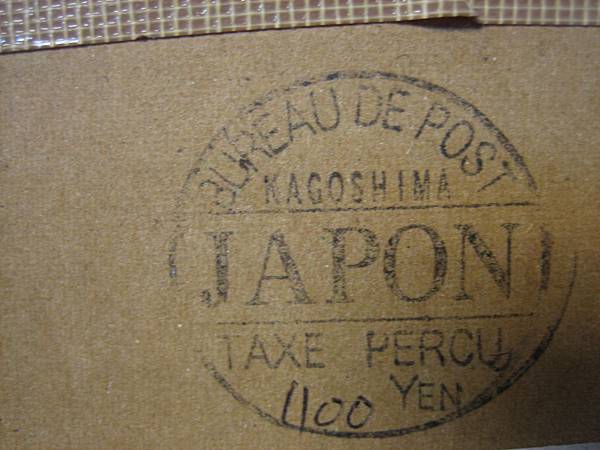 BUREAU DE POST
KAGOSHIMA
JAPON
TAXE PERCU
1100 YEN